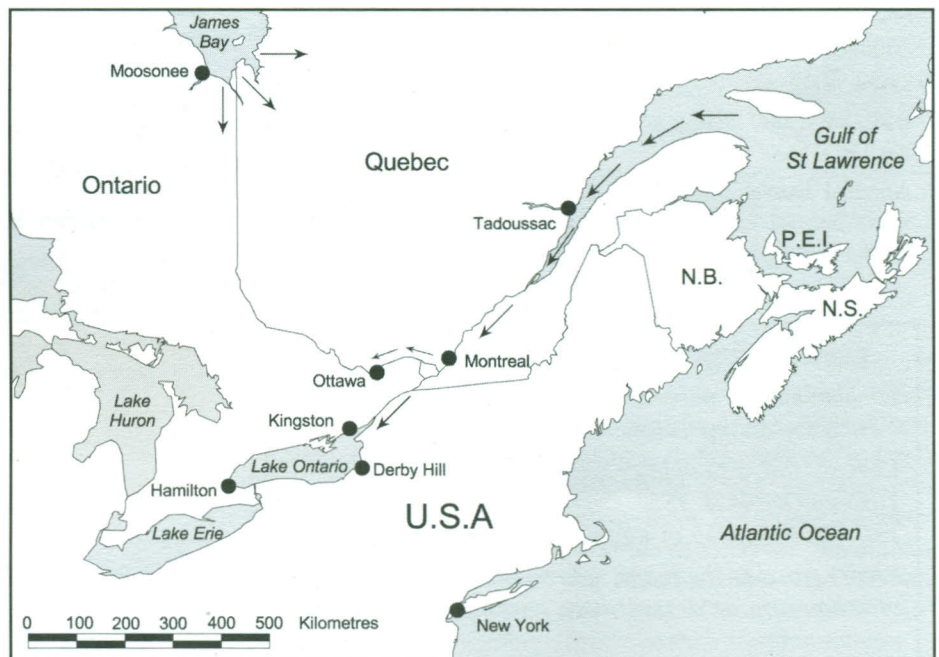 James
Bay
Moosonee
Gulf of
St Lawrence
Quebec
Ontario
Tadoussac
P.E.I.
N.B.
N.S.
Montreal
Ottawa
Lake
Huron
Kingston
Lake Ontario
Derby Hill
Hamilton
U.S.A
Lake Erie
Atlantic Ocean
New York
0 100 200 300 400 500 Kilometres